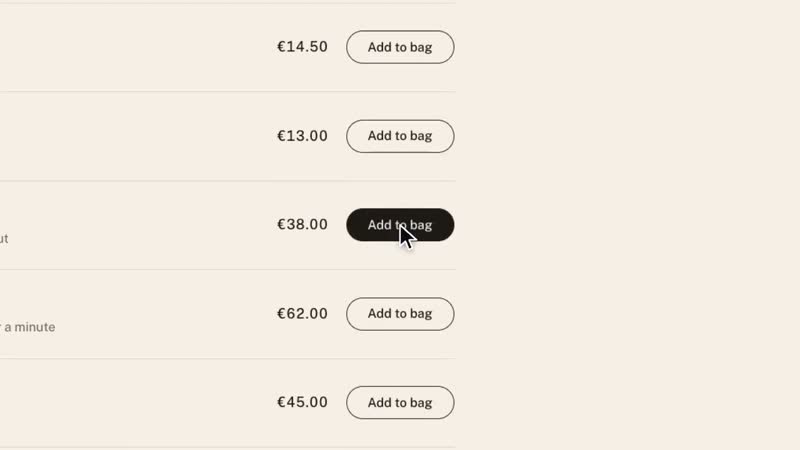 €14.50 Add to bag
€13.00 Add to bag
€38.00 Add to bag
ut
€62.00 Add to bag
a minute
€45.00 Add to bag